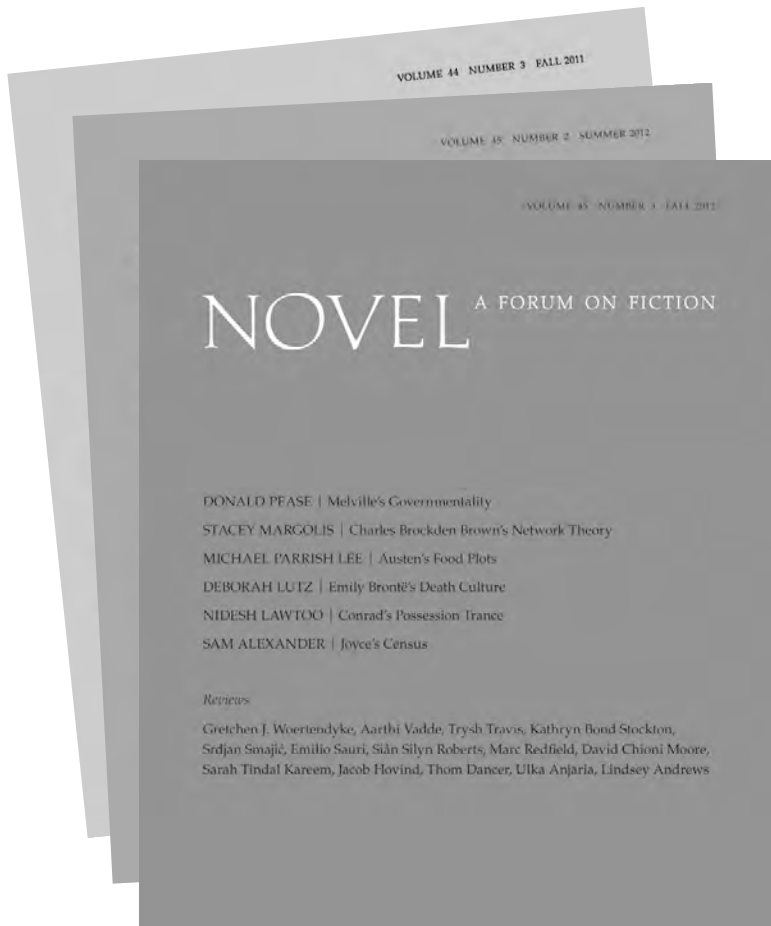 VOLUME 44 NUMBER 3 FALL 2011
VOLUME 45 NUMBER 2 SUMMER 2012
VOLUME 45 NUMBER 3 FALL 2012
NOVEL A FORUM ON FICTION
DONALD PEASE | Melville's Governmentality
STACEY MARGOLIS | Charles Brockden Brown's Network Theory
MICHAEL PARRISH LEE | Austen's Food Plots
DEBORAH LUTZ | Emily Brontë's Death Culture
NIDESH LAWTOO | Conrad's Possession Trance
SAM ALEXANDER | Joyce's Census
Reviews
Gretchen J. Woertendyke, Aarthi Vadde, Trysh Travis, Kathryn Bond Stockton,
Srdjan Smajić, Emilio Sauri, Siân Silyn Roberts, Marc Redfield, David Chioni Moore,
Sarah Tindal Kareem, Jacob Hovind, Thom Dancer, Ulka Anjaria, Lindsey Andrews